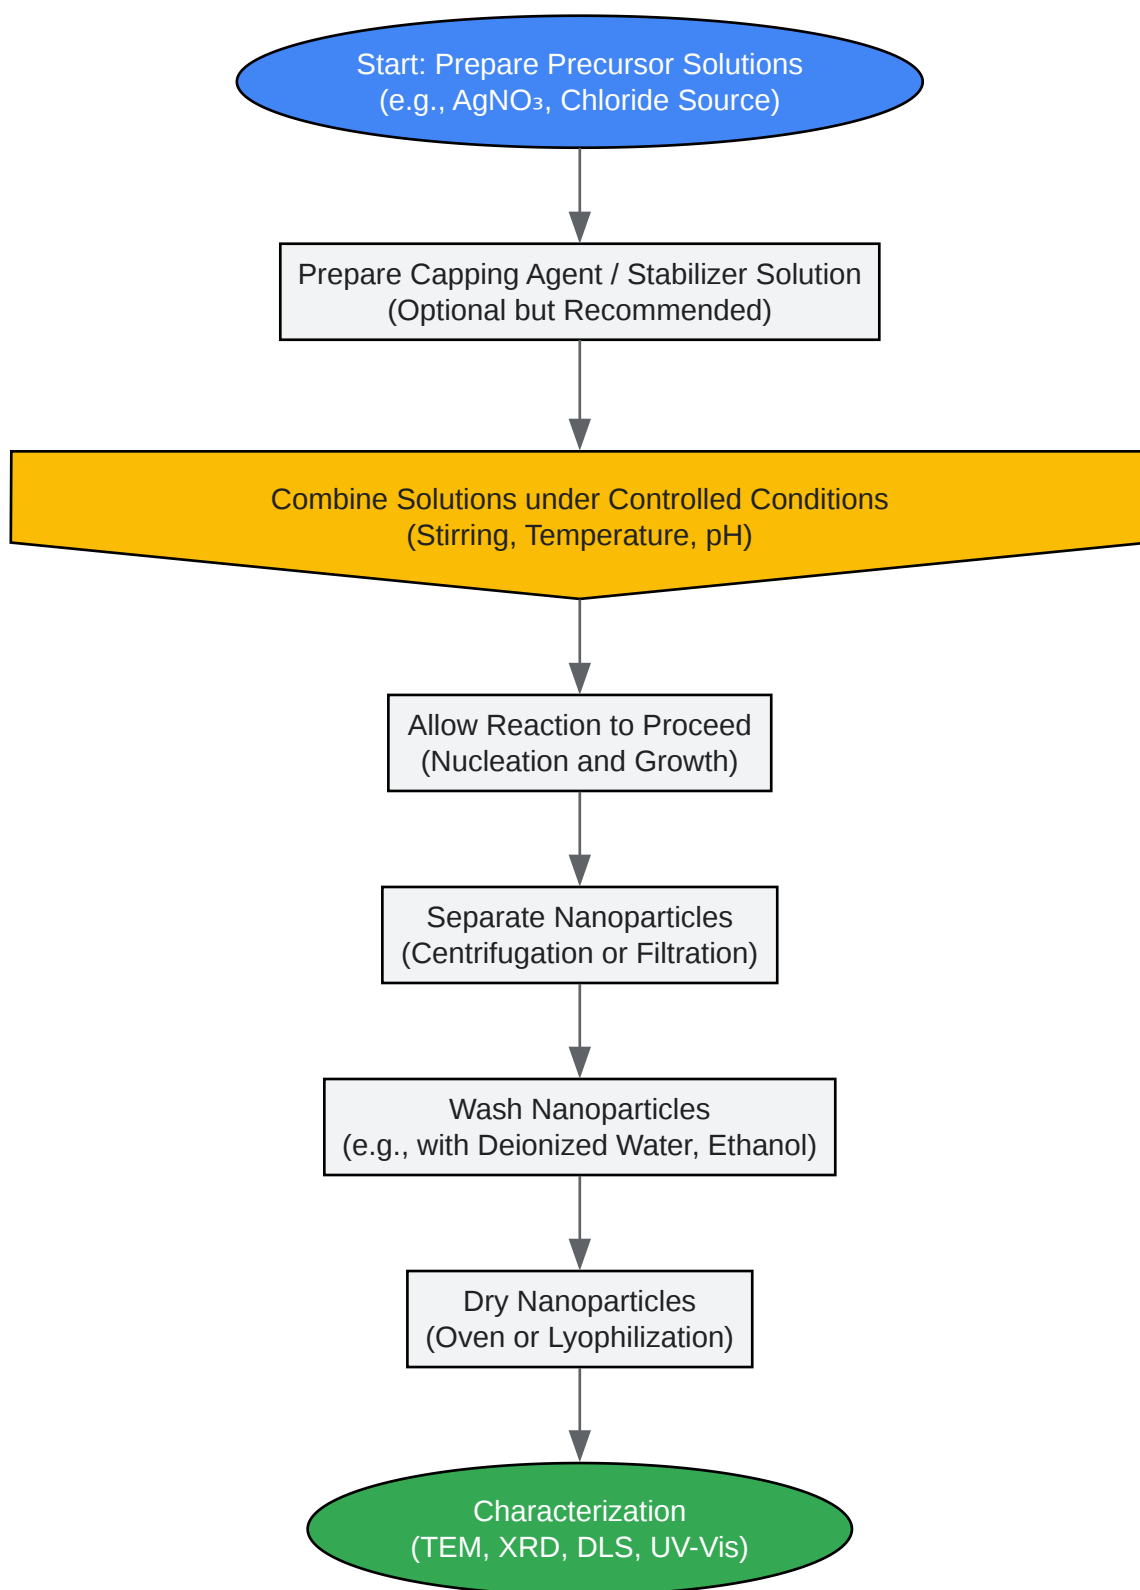 Start: Prepare Precursor Solutions
(e.g., AgNO₃, Chloride Source)
Prepare Capping Agent / Stabilizer Solution
(Optional but Recommended)
Combine Solutions under Controlled Conditions
(Stirring, Temperature, pH)
Allow Reaction to Proceed
(Nucleation and Growth)
Separate Nanoparticles
(Centrifugation or Filtration)
Wash Nanoparticles
(e.g., with Deionized Water, Ethanol)
Dry Nanoparticles
(Oven or Lyophilization)
Characterization
(TEM, XRD, DLS, UV-Vis)